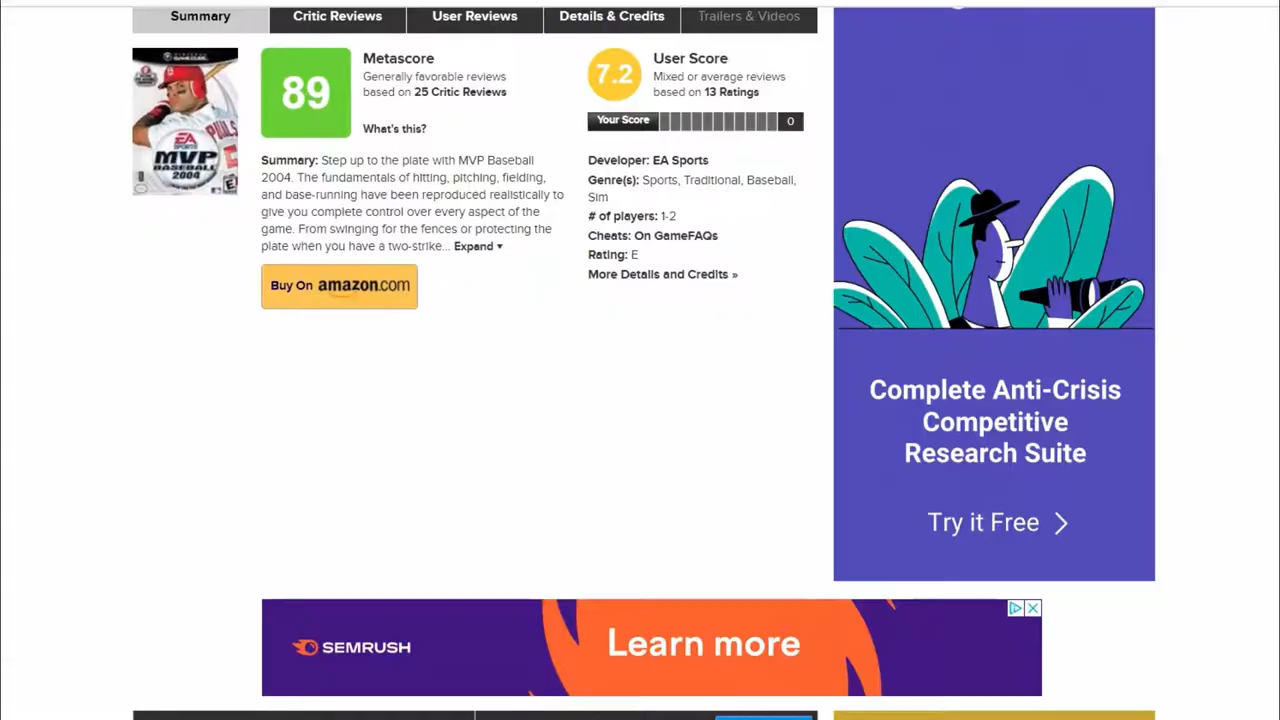 Summary
Critic Reviews
User Reviews
Details & Credits
Trailers & Videos
EA
SPORTS
MVP
BASEBALL
2004
E
89
Metascore
Generally favorable reviews
based on 25 Critic Reviews
What's this?
7.2
User Score
Mixed or average reviews
based on 13 Ratings
Your Score
0
Summary: Step up to the plate with MVP Baseball
2004. The fundamentals of hitting, pitching, fielding,
and base-running have been reproduced realistically to
give you complete control over every aspect of the
game. From swinging for the fences or protecting the
plate when you have a two-strike... Expand
Buy On amazon.com
Developer: EA Sports
Genre(s): Sports, Traditional, Baseball,
Sim
# of players: 1-2
Cheats: On GameFAQs
Rating: E
More Details and Credits »
Complete Anti-Crisis
Competitive
Research Suite
Try it Free
SEMRUSH
Learn more